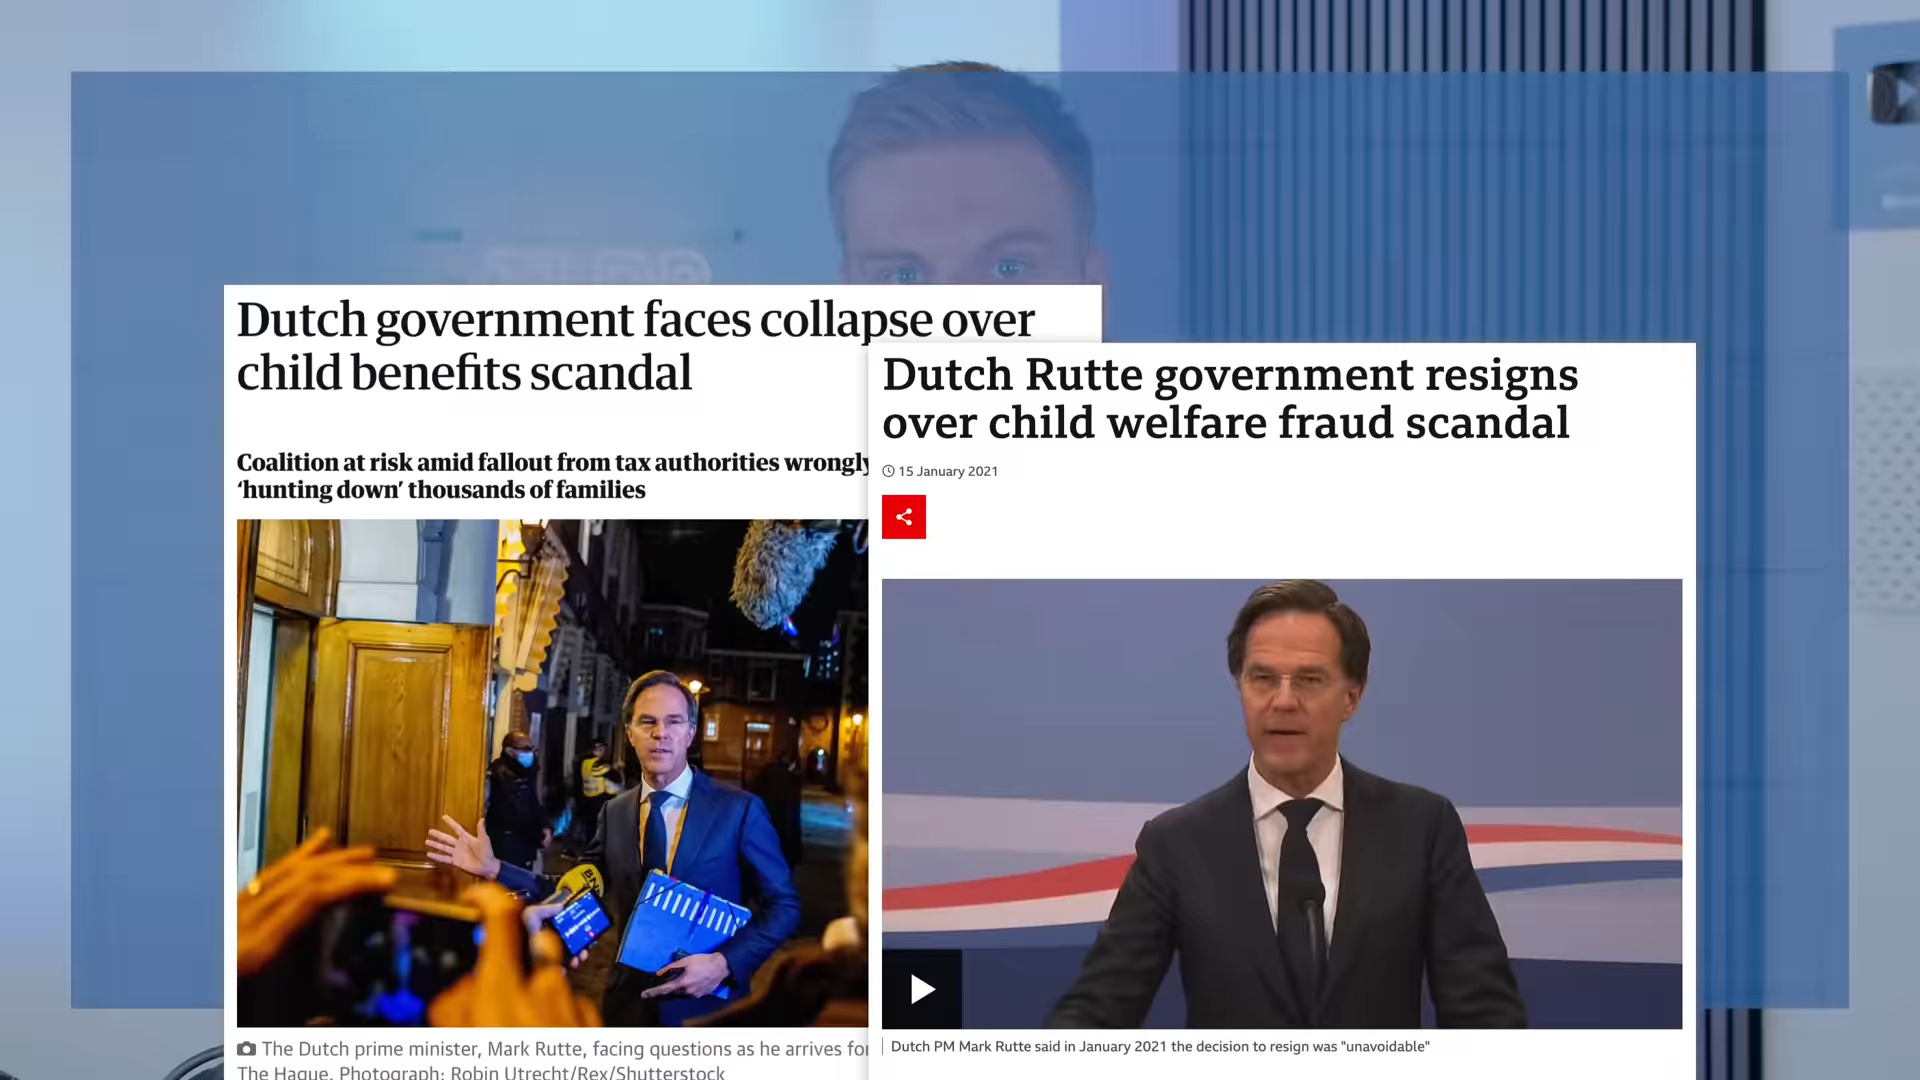 Dutch government faces collapse over
child benefits scandal
Coalition at risk amid fallout from tax authorities wrongly
‘hunting down’ thousands of families
The Dutch prime minister, Mark Rutte, facing questions as he arrives for
The Hague. Photograph: Robin Utrecht/Rex/Shutterstock
Dutch Rutte government resigns
over child welfare fraud scandal
15 January 2021
Dutch PM Mark Rutte said in January 2021 the decision to resign was "unavoidable"
BNR